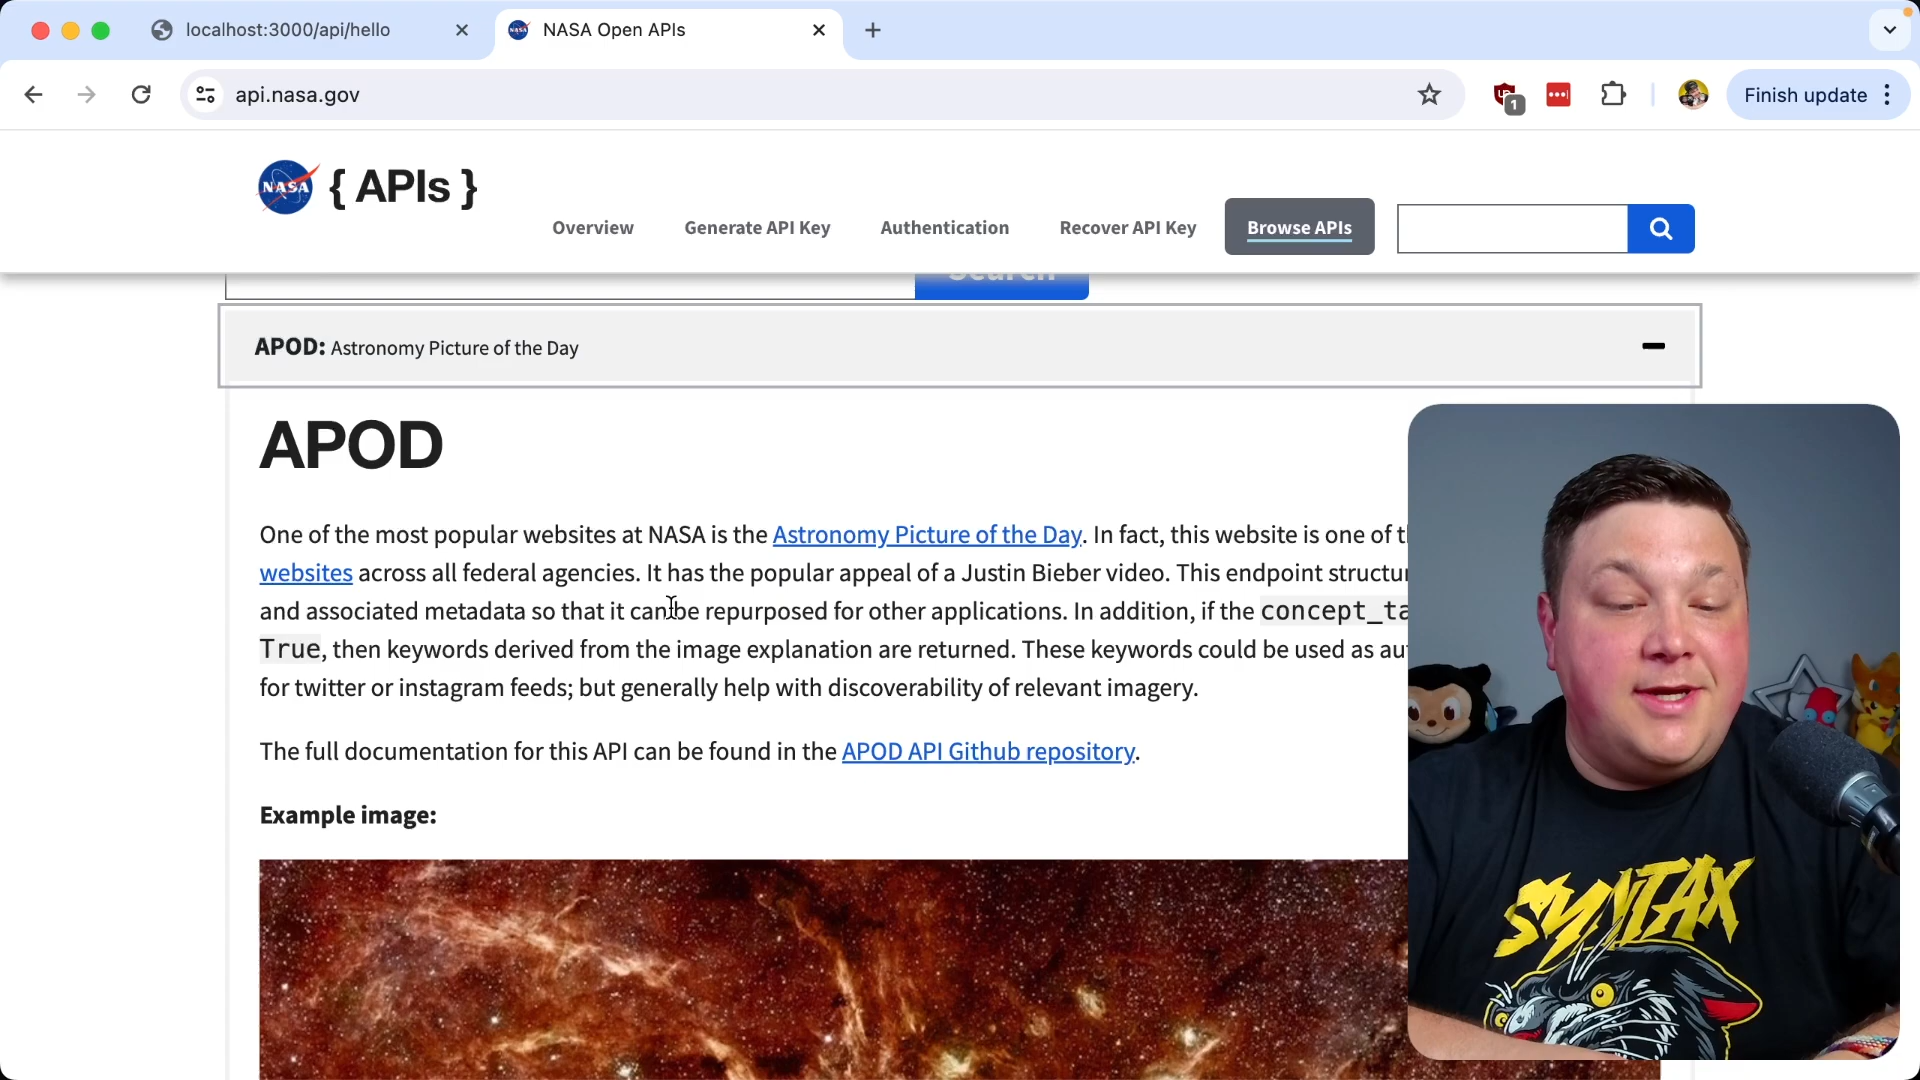 localhost:3000/api/hello
NASA Open APIs
api.nasa.gov
1
Finish update
NASA
{ APIs }
Overview
Generate API Key
Authentication
Recover API Key
Browse APIs
Search
APOD: Astronomy Picture of the Day
APOD
One of the most popular websites at NASA is the Astronomy Picture of the Day. In fact, this website is one of
websites across all federal agencies. It has the popular appeal of a Justin Bieber video. This endpoint
and associated metadata so that it can be repurposed for other applications. In addition, if the
True, then keywords derived from the image explanation are returned. These keywords could be used as
for twitter or instagram feeds; but generally help with discoverability of relevant imagery.
The full documentation for this API can be found in the APOD API Github repository.
Example image:
SYNTAX